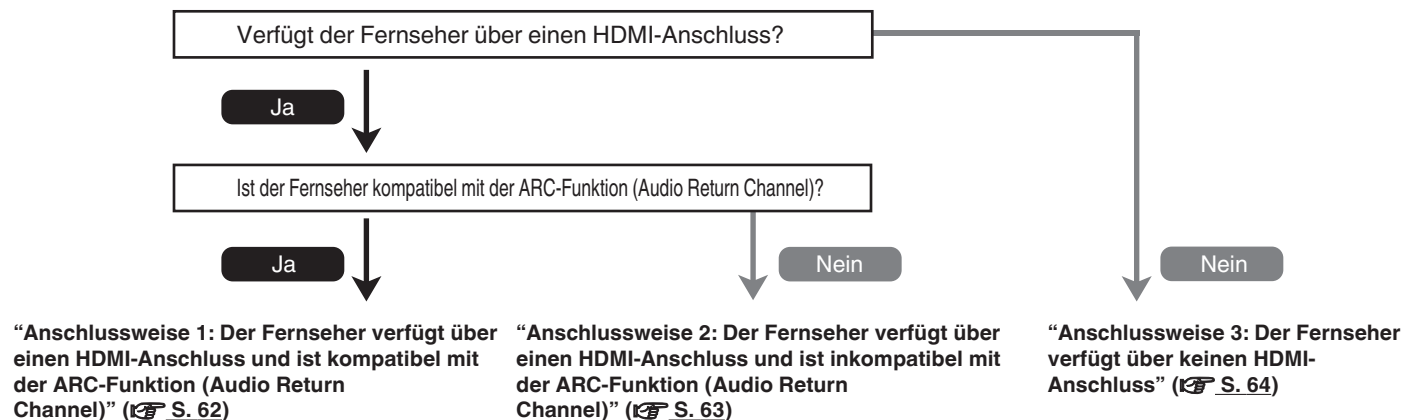 Verfügt der Fernseher über einen HDMI-Anschluss?
Ja
Ist der Fernseher kompatibel mit der ARC-Funktion (Audio Return Channel)?
Ja
Nein
Nein
“Anschlussweise 1: Der Fernseher verfügt über
einen HDMI-Anschluss und ist kompatibel mit
der ARC-Funktion (Audio Return
Channel)” (☞ S. 62)
“Anschlussweise 2: Der Fernseher verfügt über
einen HDMI-Anschluss und ist inkompatibel mit
der ARC-Funktion (Audio Return
Channel)” (☞ S. 63)
“Anschlussweise 3: Der Fernseher
verfügt über keinen HDMI-
Anschluss” (☞ S. 64)